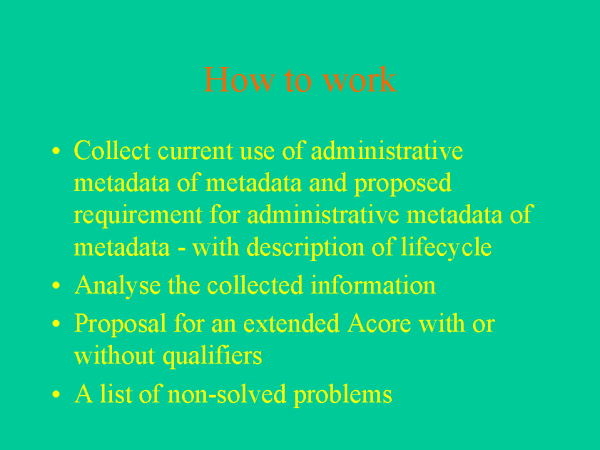 How to work
• Collect current use of administrative
metadata of metadata and proposed
requirement for administrative metadata of
metadata - with description of lifecycle
• Analyse the collected information
• Proposal for an extended Acore with or
without qualifiers
• A list of non-solved problems